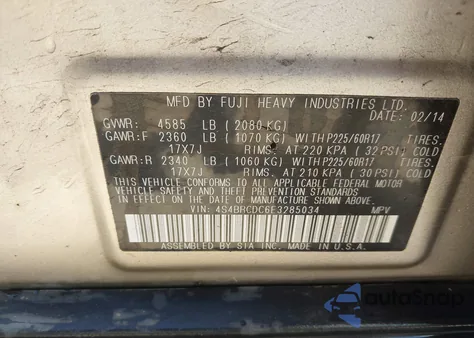 MFD BY FUJI HEAVY INDUSTRIES LTD.
DATE: 02/14
GVWR: 4585 LB (2080 KG)
GAWR:F 2360 LB (1070 KG) WITH P225/60R17 TIRES.
17X7J RIMS. AT 220 KPA (32 PSI) COLD
GAWR:R 2340 LB (1060 KG) WITH P225/60R17 TIRES.
17X7J RIMS. AT 210 KPA (30 PSI) COLD
THIS VEHICLE CONFORMS TO ALL APPLICABLE FEDERAL MOTOR
VEHICLE SAFETY, BUMPER, AND THEFT PREVENTION STANDARDS
IN EFFECT ON THE DATE OF MANUFACTURE SHOWN ABOVE.
VIN: 4S4BRCDC6E3285034 MPV
ASSEMBLED BY SIA INC. MADE IN U.S.A.
autoSnap